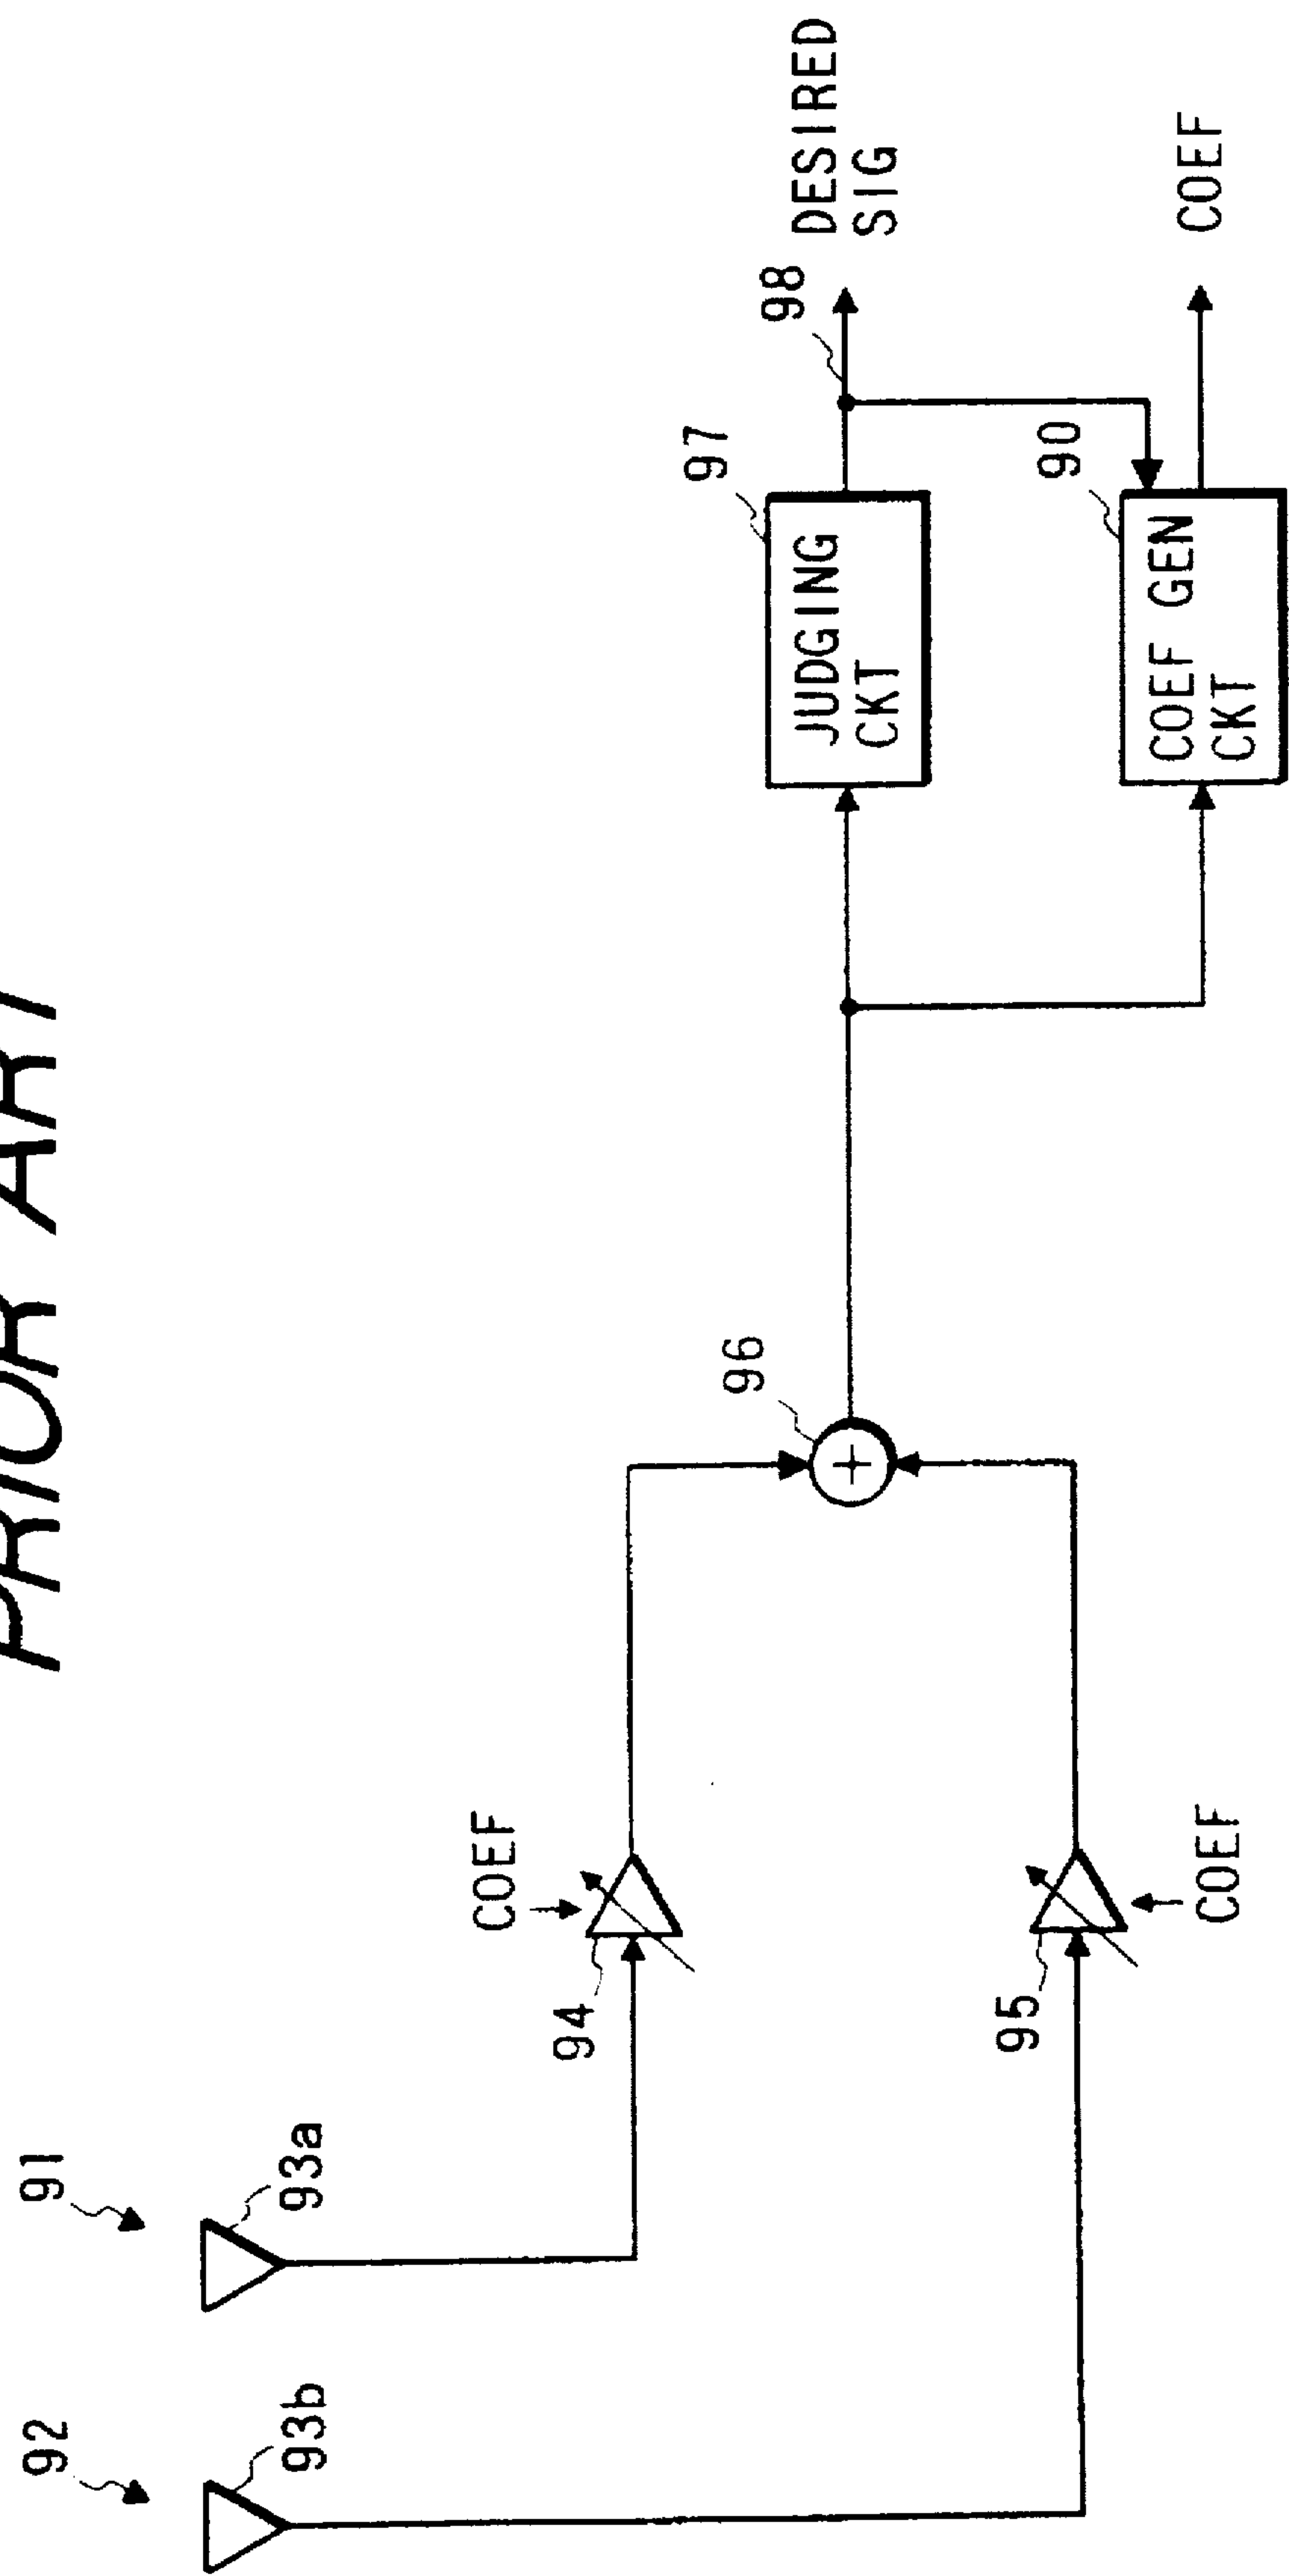 PRIOR ART
92
91
93b
93a
94
COEF
95
COEF
96
97
JUDGING
CKT
98
DESIRED
SIG
90
COEF GEN
CKT
COEF